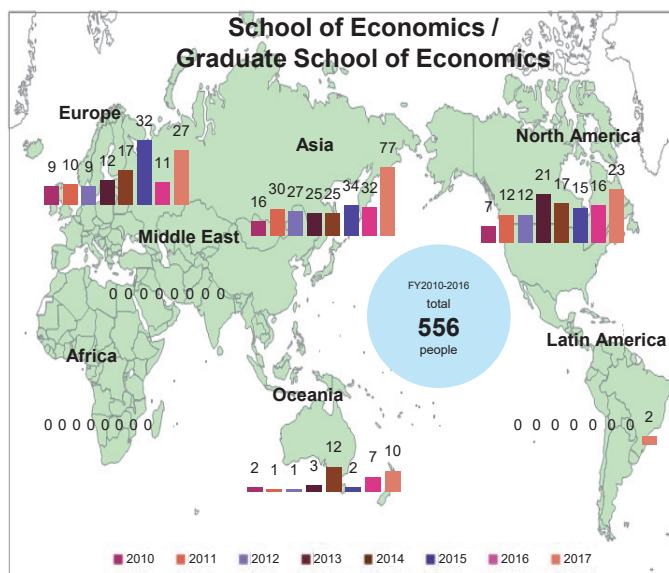 School of Economics /
Graduate School of Economics
Europe
9 10 9 12 17 32 11 27
Asia
16 30 27 25 25 34 32 77
North America
7 12 12 21 17 15 16 23
Middle East
0 0 0 0 0 0 0 0
FY2010-2016
total
556
people
Africa
0 0 0 0 0 0 0 0
Latin America
0 0 0 0 0 0 0 2
Oceania
2 1 1 3 12 2 7 10
2010 2011 2012 2013 2014 2015 2016 2017